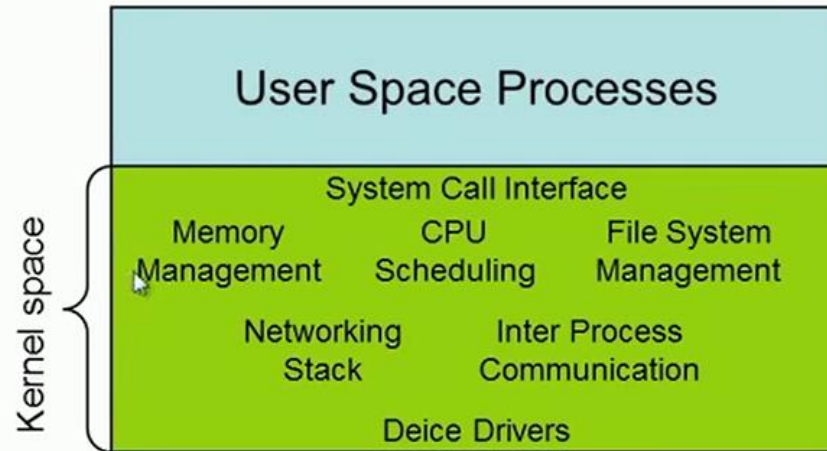 User Space Processes
Kernel space
System Call Interface
Memory Management
CPU Scheduling
File System Management
Networking Stack
Inter Process Communication
Deice Drivers